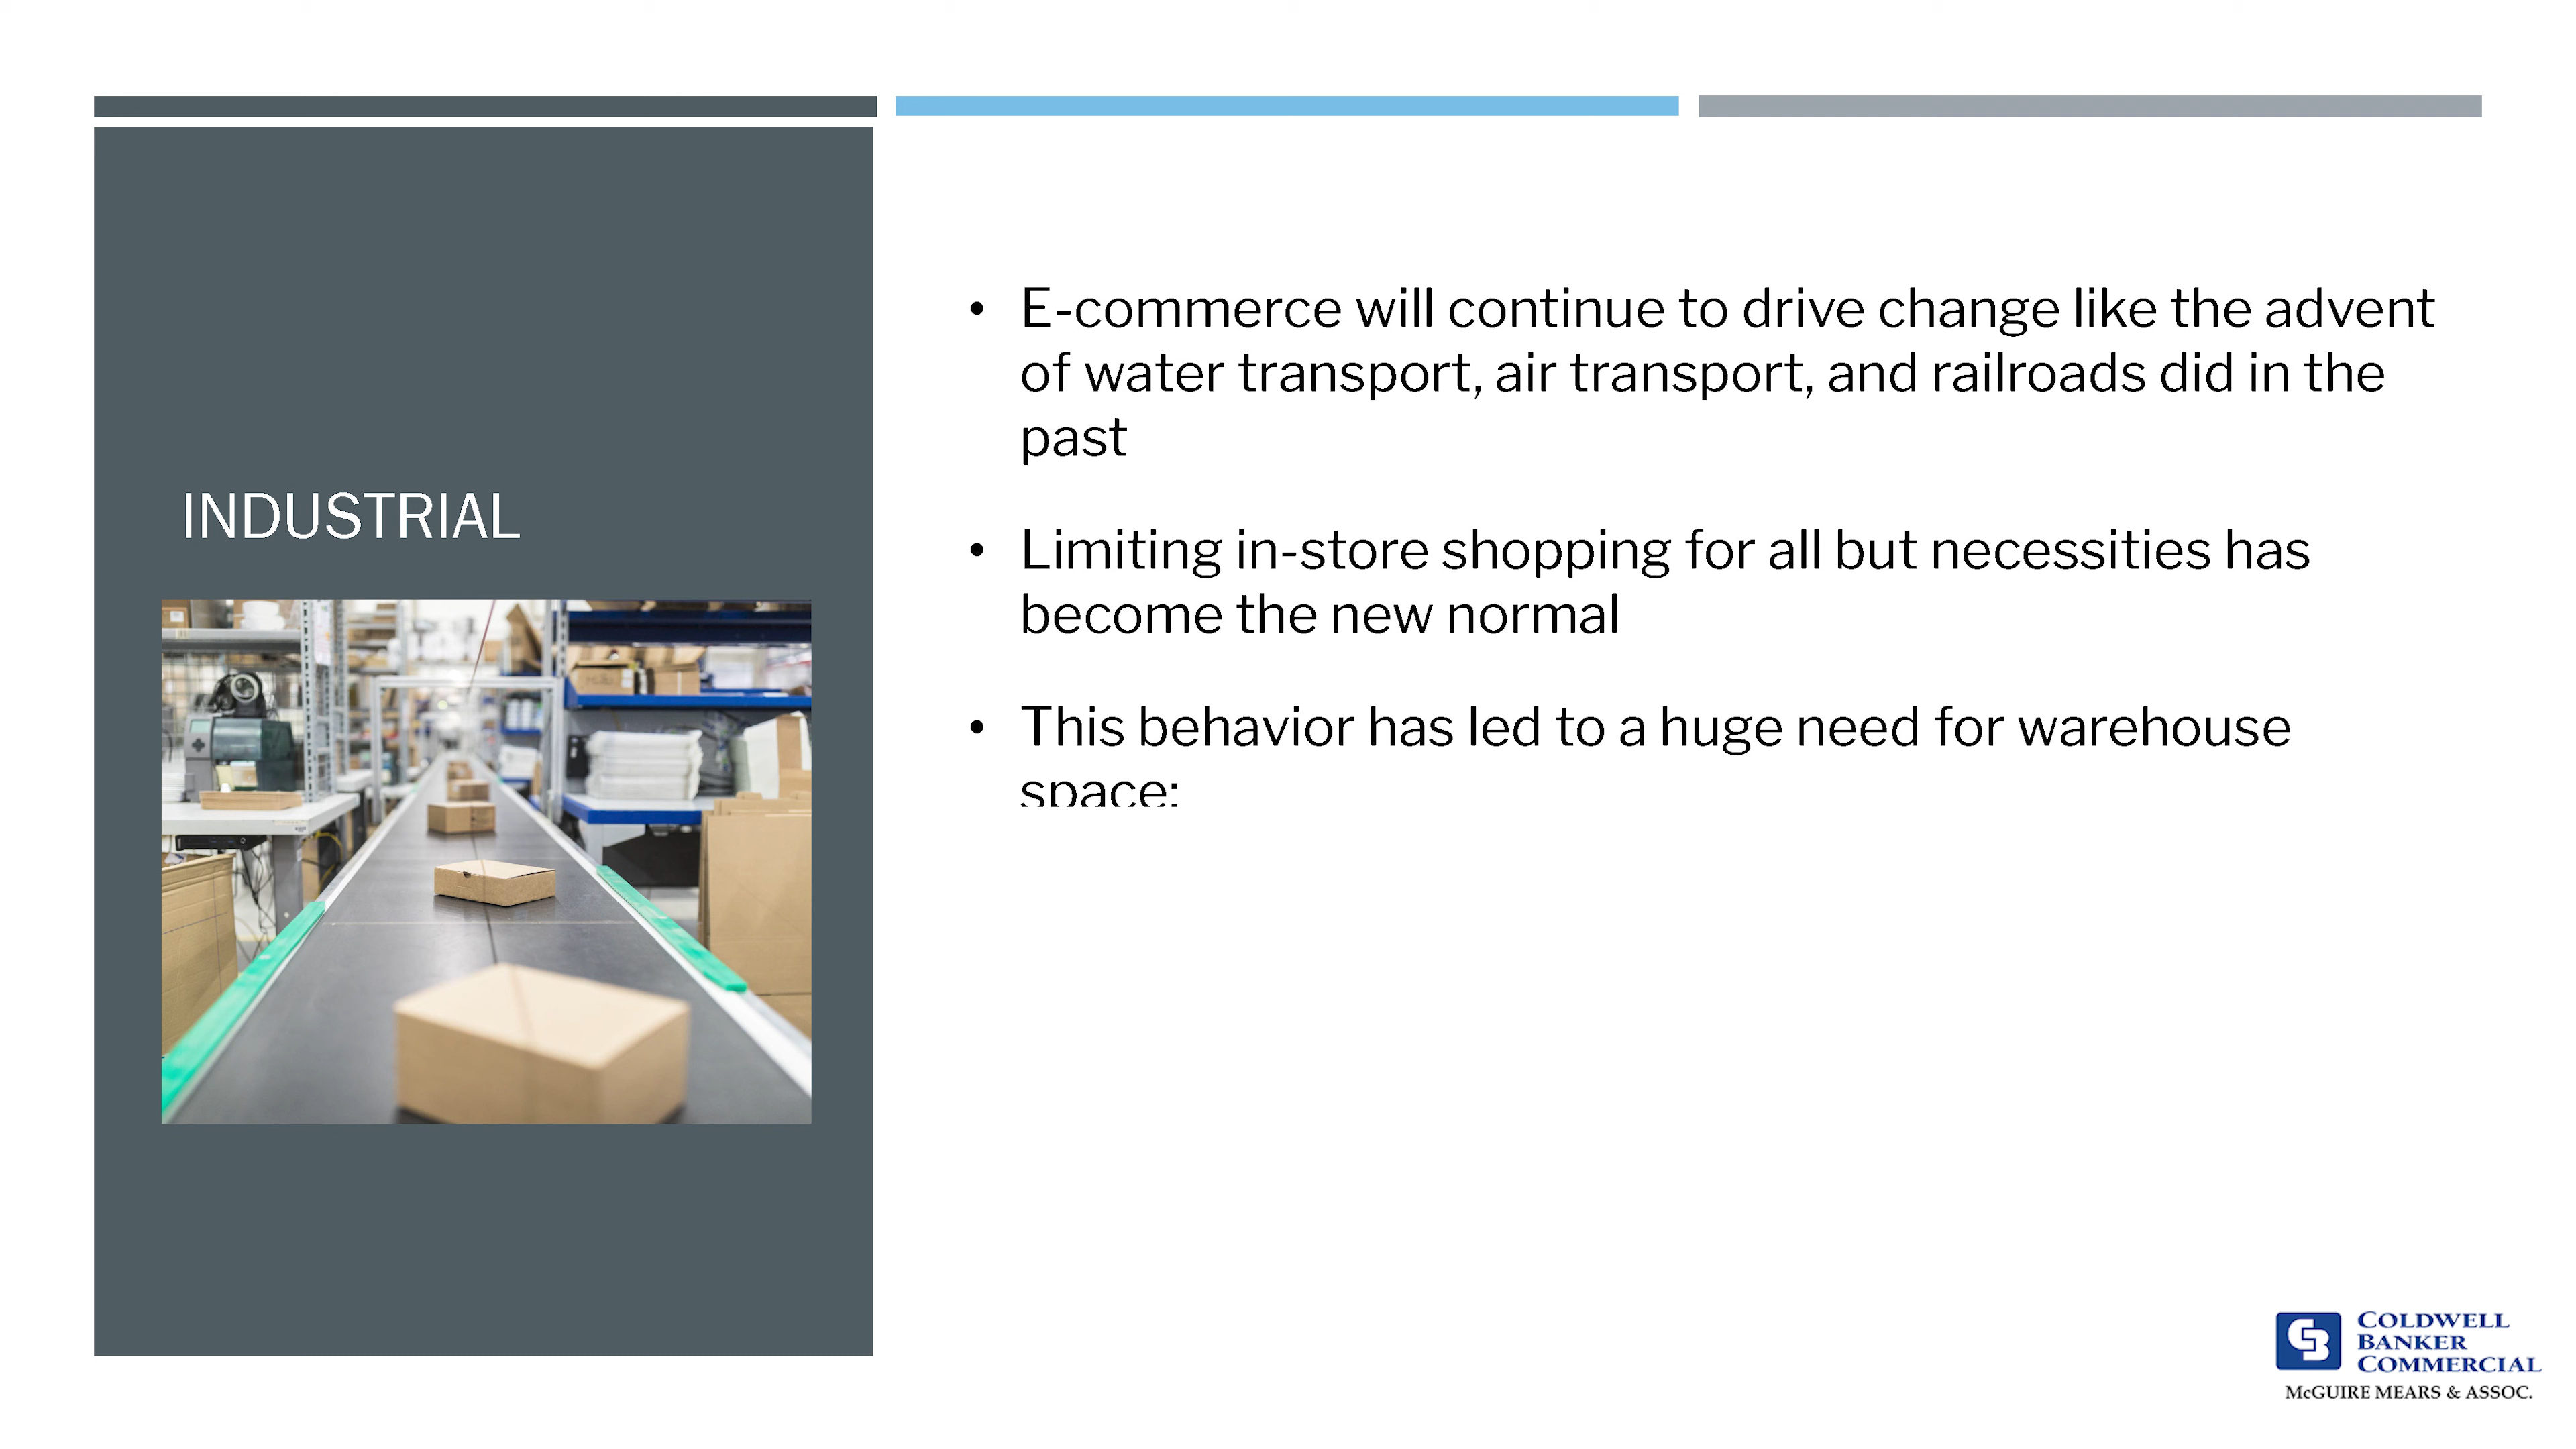 INDUSTRIAL
• E-commerce will continue to drive change like the advent
of water transport, air transport, and railroads did in the
past
• Limiting in-store shopping for all but necessities has
become the new normal
• This behavior has led to a huge need for warehouse
space:
COLDWELL
BANKER
COMMERCIAL
McGUIRE MEARS & ASSOC.